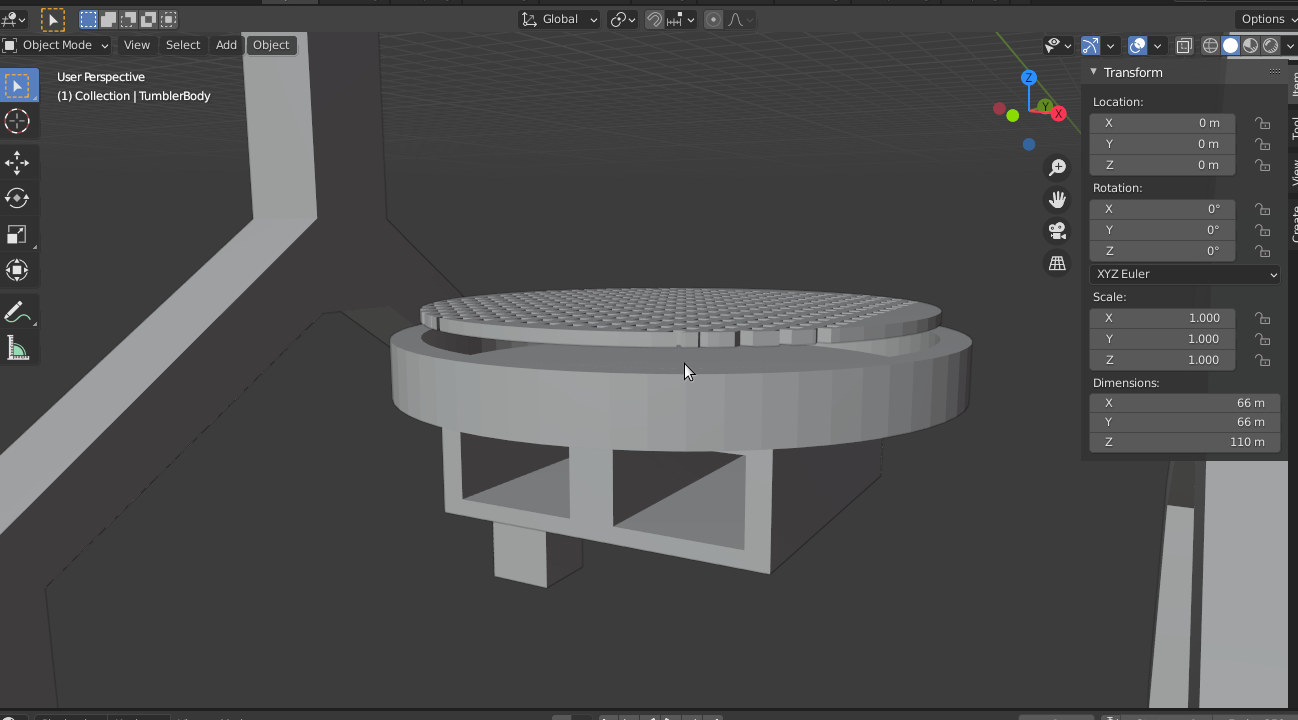 Global
Options
Object Mode View Select Add Object
User Perspective
(1) Collection | TumblerBody
Z
Y
X
Transform
Location:
X 0 m
Y 0 m
Z 0 m
Rotation:
X 0°
Y 0°
Z 0°
XYZ Euler
Scale:
X 1.000
Y 1.000
Z 1.000
Dimensions:
X 66 m
Y 66 m
Z 110 m
Item
Tool
View
Create